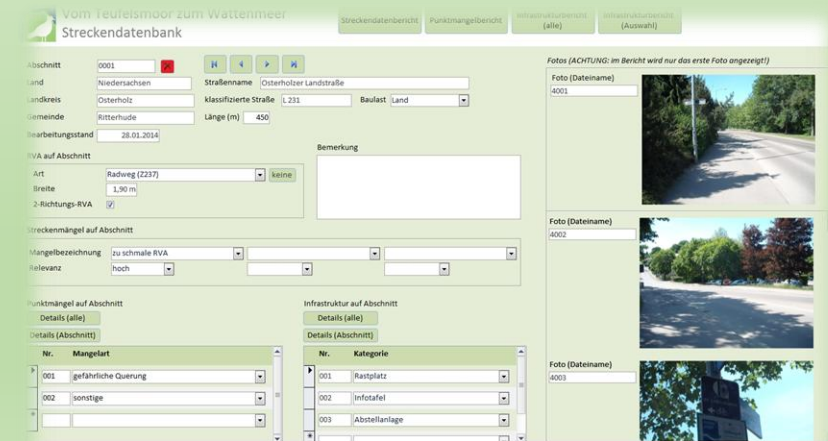 Vom Teufelsmoor zum Wattenmeer
Streckendatenbank
Streckendatenbericht
Punktmangelbericht
Infrastrukturbericht
(alle)
Infrastrukturbericht
(Auswahl)
Abschnitt 0001
Land Niedersachsen Straßenname Osterholzer Landstraße
Landkreis Osterholz klassifizierte Straße L 231 Baulast Land
Gemeinde Ritterhude Länge (m) 450
Bearbeitungsstand 28.01.2014
RVA auf Abschnitt
Art Radweg (Z237) keine
Breite 1,90 m
2-Richtungs-RVA
Bemerkung
Streckenmängel auf Abschnitt
Mangelbezeichnung zu schmale RVA
Relevanz hoch
Punktmängel auf Abschnitt
Details (alle)
Details (Abschnitt)
Nr. Mangelart
001 gefährliche Querung
002 sonstige
Infrastruktur auf Abschnitt
Details (alle)
Details (Abschnitt)
Nr. Kategorie
001 Rastplatz
002 Infotafel
003 Abstellanlage
Fotos (ACHTUNG: im Bericht wird nur das erste Foto angezeigt!)
Foto (Dateiname)
4001
Foto (Dateiname)
4002
Foto (Dateiname)
4003